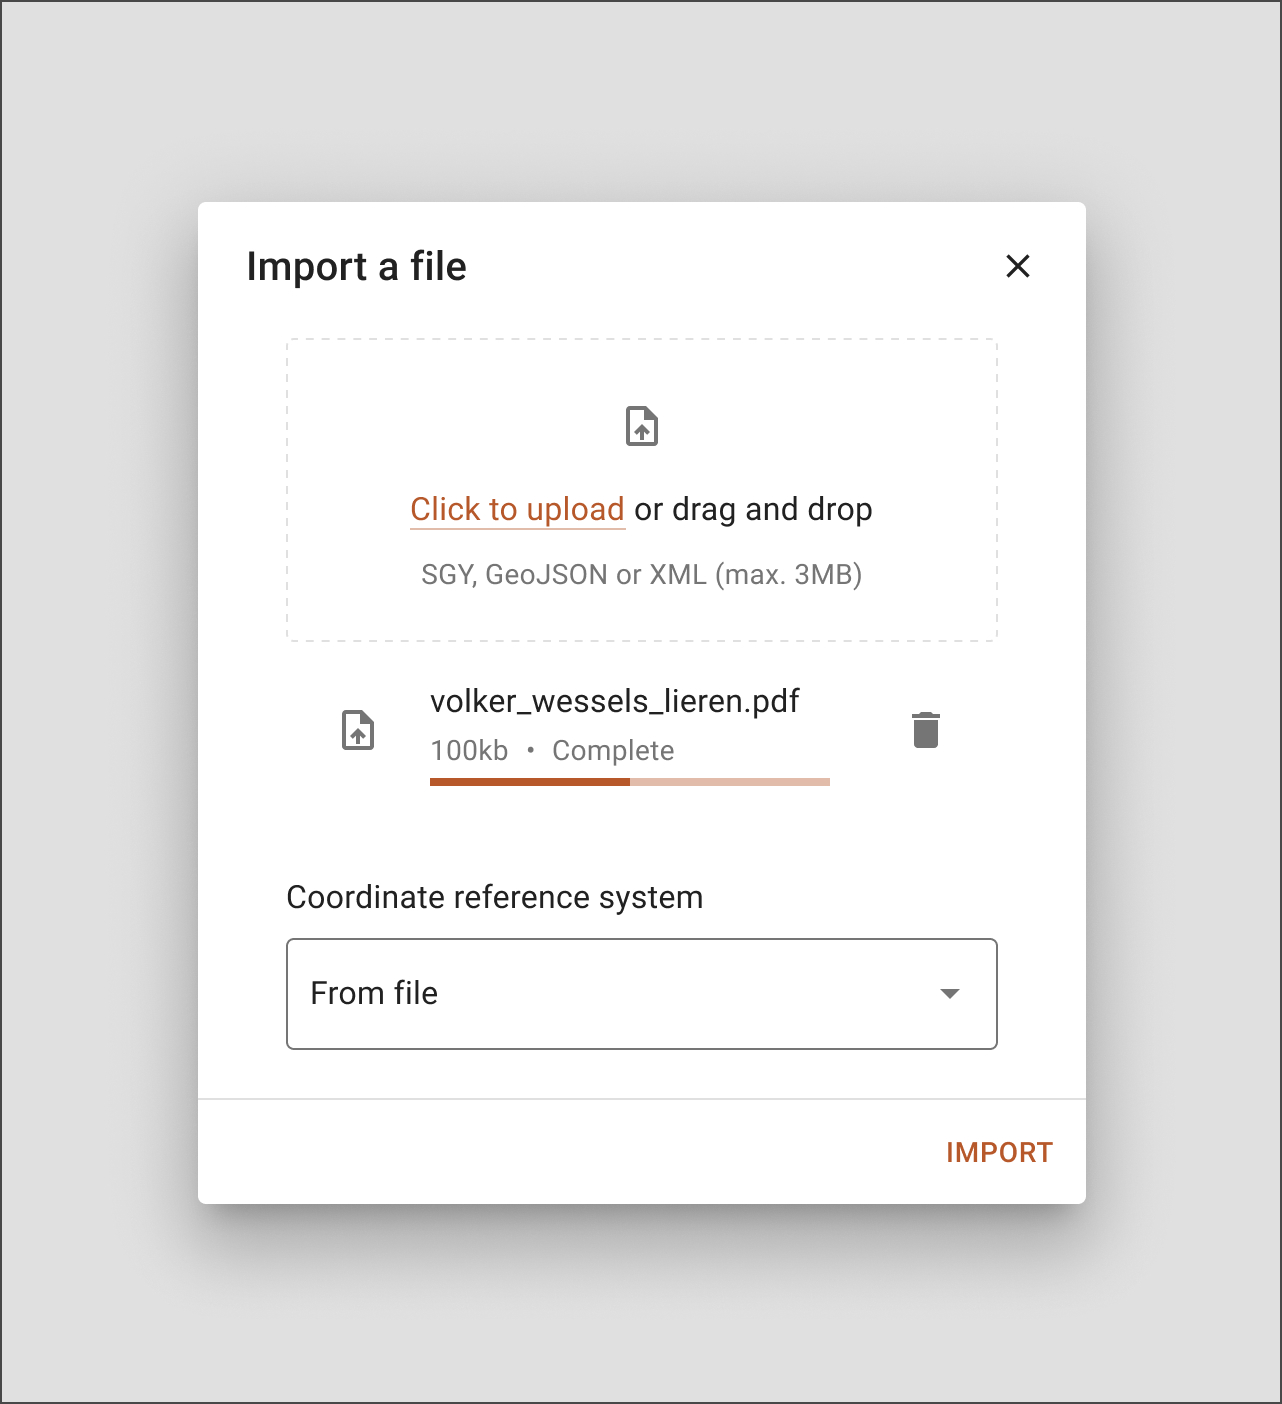 Import a file
Click to upload or drag and drop
SGY, GeoJSON or XML (max. 3MB)
volker_wessels_lieren.pdf
100kb • Complete
Coordinate reference system
From file
IMPORT